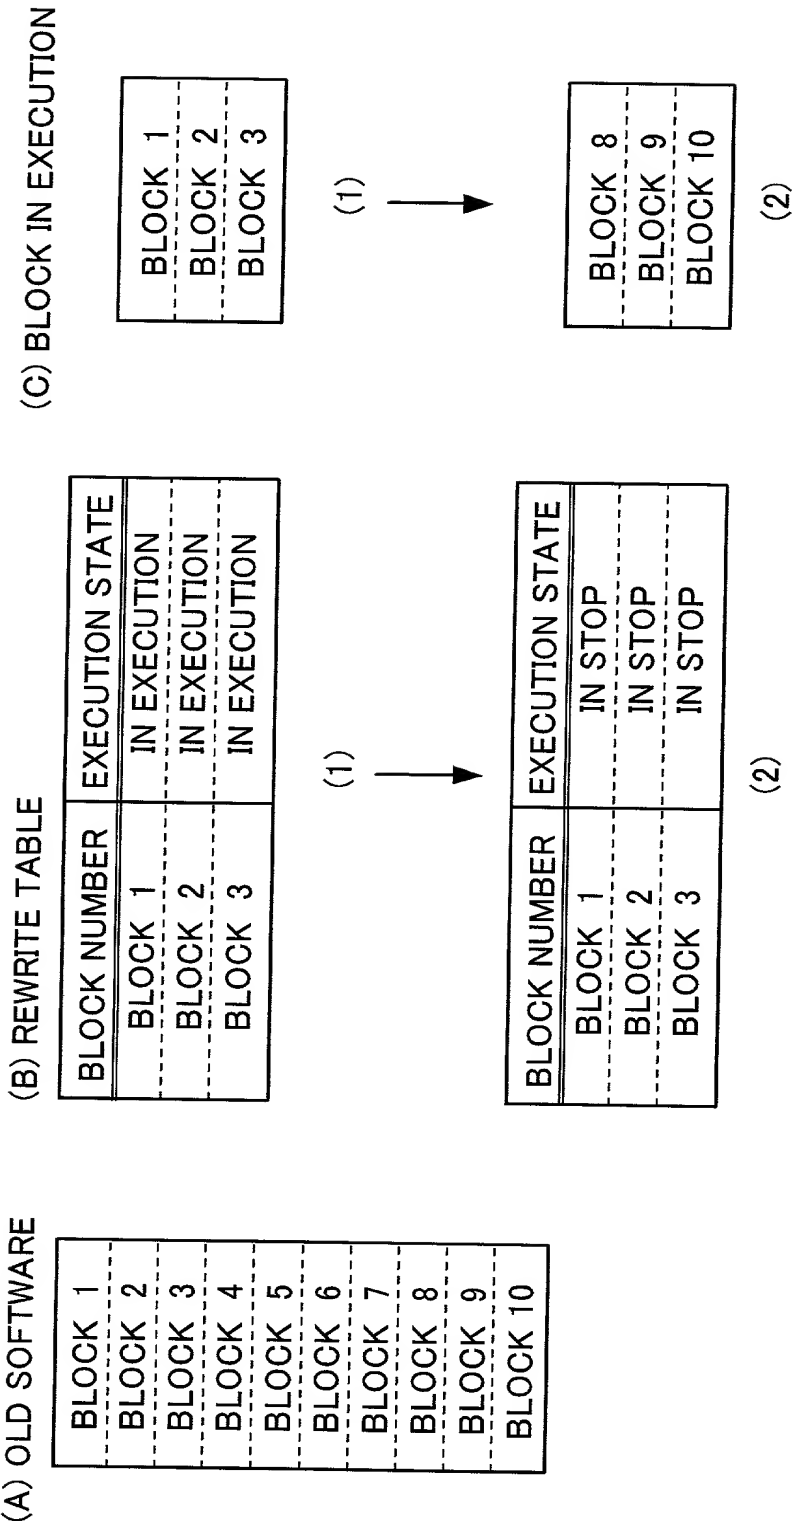 (A) OLD SOFTWARE
BLOCK 1
BLOCK 2
BLOCK 3
BLOCK 4
BLOCK 5
BLOCK 6
BLOCK 7
BLOCK 8
BLOCK 9
BLOCK 10
(B) REWRITE TABLE
BLOCK NUMBER EXECUTION STATE
BLOCK 1 IN EXECUTION
BLOCK 2 IN EXECUTION
BLOCK 3 IN EXECUTION
(1)
BLOCK NUMBER EXECUTION STATE
BLOCK 1 IN STOP
BLOCK 2 IN STOP
BLOCK 3 IN STOP
(2)
(C) BLOCK IN EXECUTION
BLOCK 1
BLOCK 2
BLOCK 3
(1)
BLOCK 8
BLOCK 9
BLOCK 10
(2)